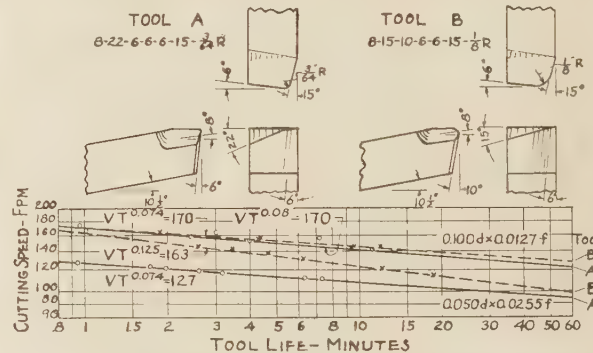 TOOL A
8-22-6-6-6-15-3/64R
TOOL B
8-15-10-6-6-15-1/8R
6°
3/64R
15°
6°
1/8R
15°
8°
22°
6°
10 1/2°
6°
8°
15°
10°
10 1/2°
6°
CUTTING SPEED-FPM
200
180
160
140
120
100
80
90
VT^0.074=170
VT^0.08=170
VT^0.125=163
VT^0.074=127
0.100d×0.0127f
0.050d×0.0255f
Too
B
A
B
A
.8 1 2 3 4 5 6 7 8 10 15 20 30 40 50 60
TOOL LIFE-MINUTES